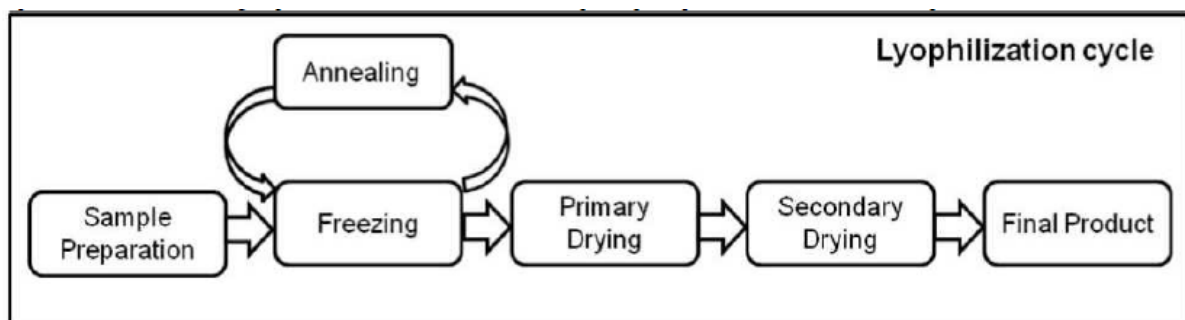 Lyophilization cycle
Annealing
Sample
Preparation
Freezing
Primary
Drying
Secondary
Drying
Final Product